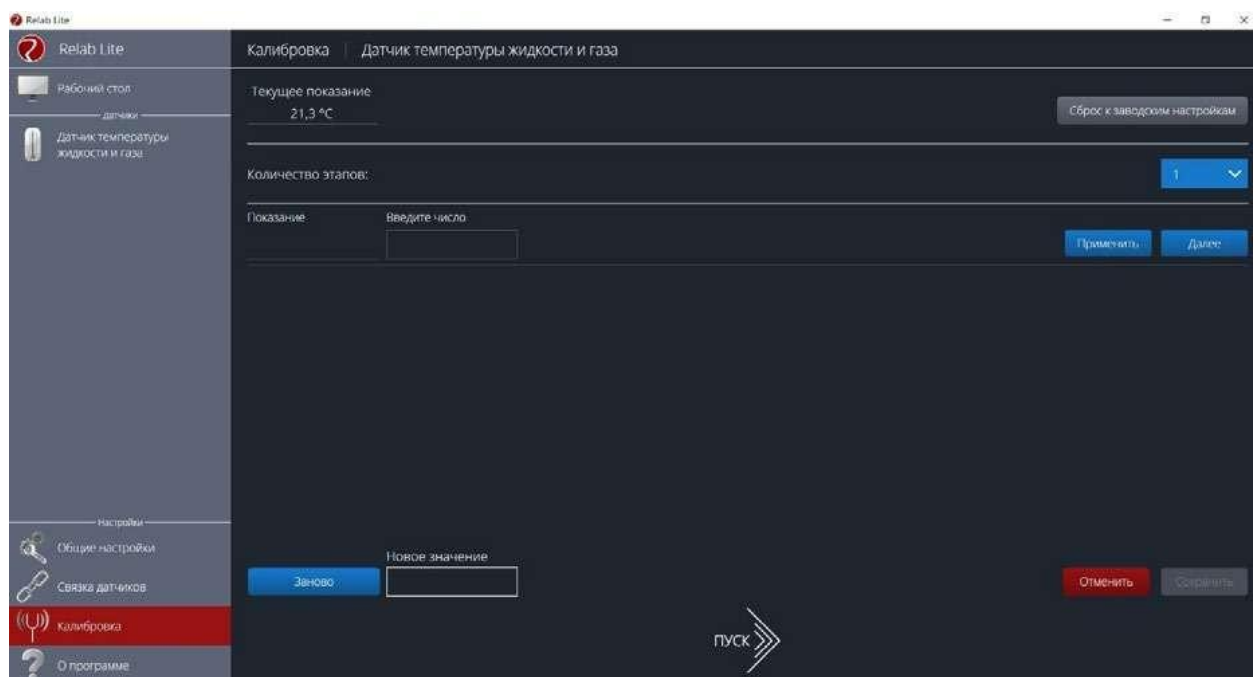 Relab Lite
Relab Lite
Калибровка
Датчик температуры жидкости и газа
Рабочий стол
Датчики
Датчик температуры
жидкости и газа
Текущее показание
21,3 °C
Сброс к заводским настройкам
Количество этапов:
1
Показание
Введите число
Применить
Далее
Настройки
Общие настройки
Связка датчиков
Калибровка
О программе
Новое значение
Заново
Отменить
Сохранить
ПУСК